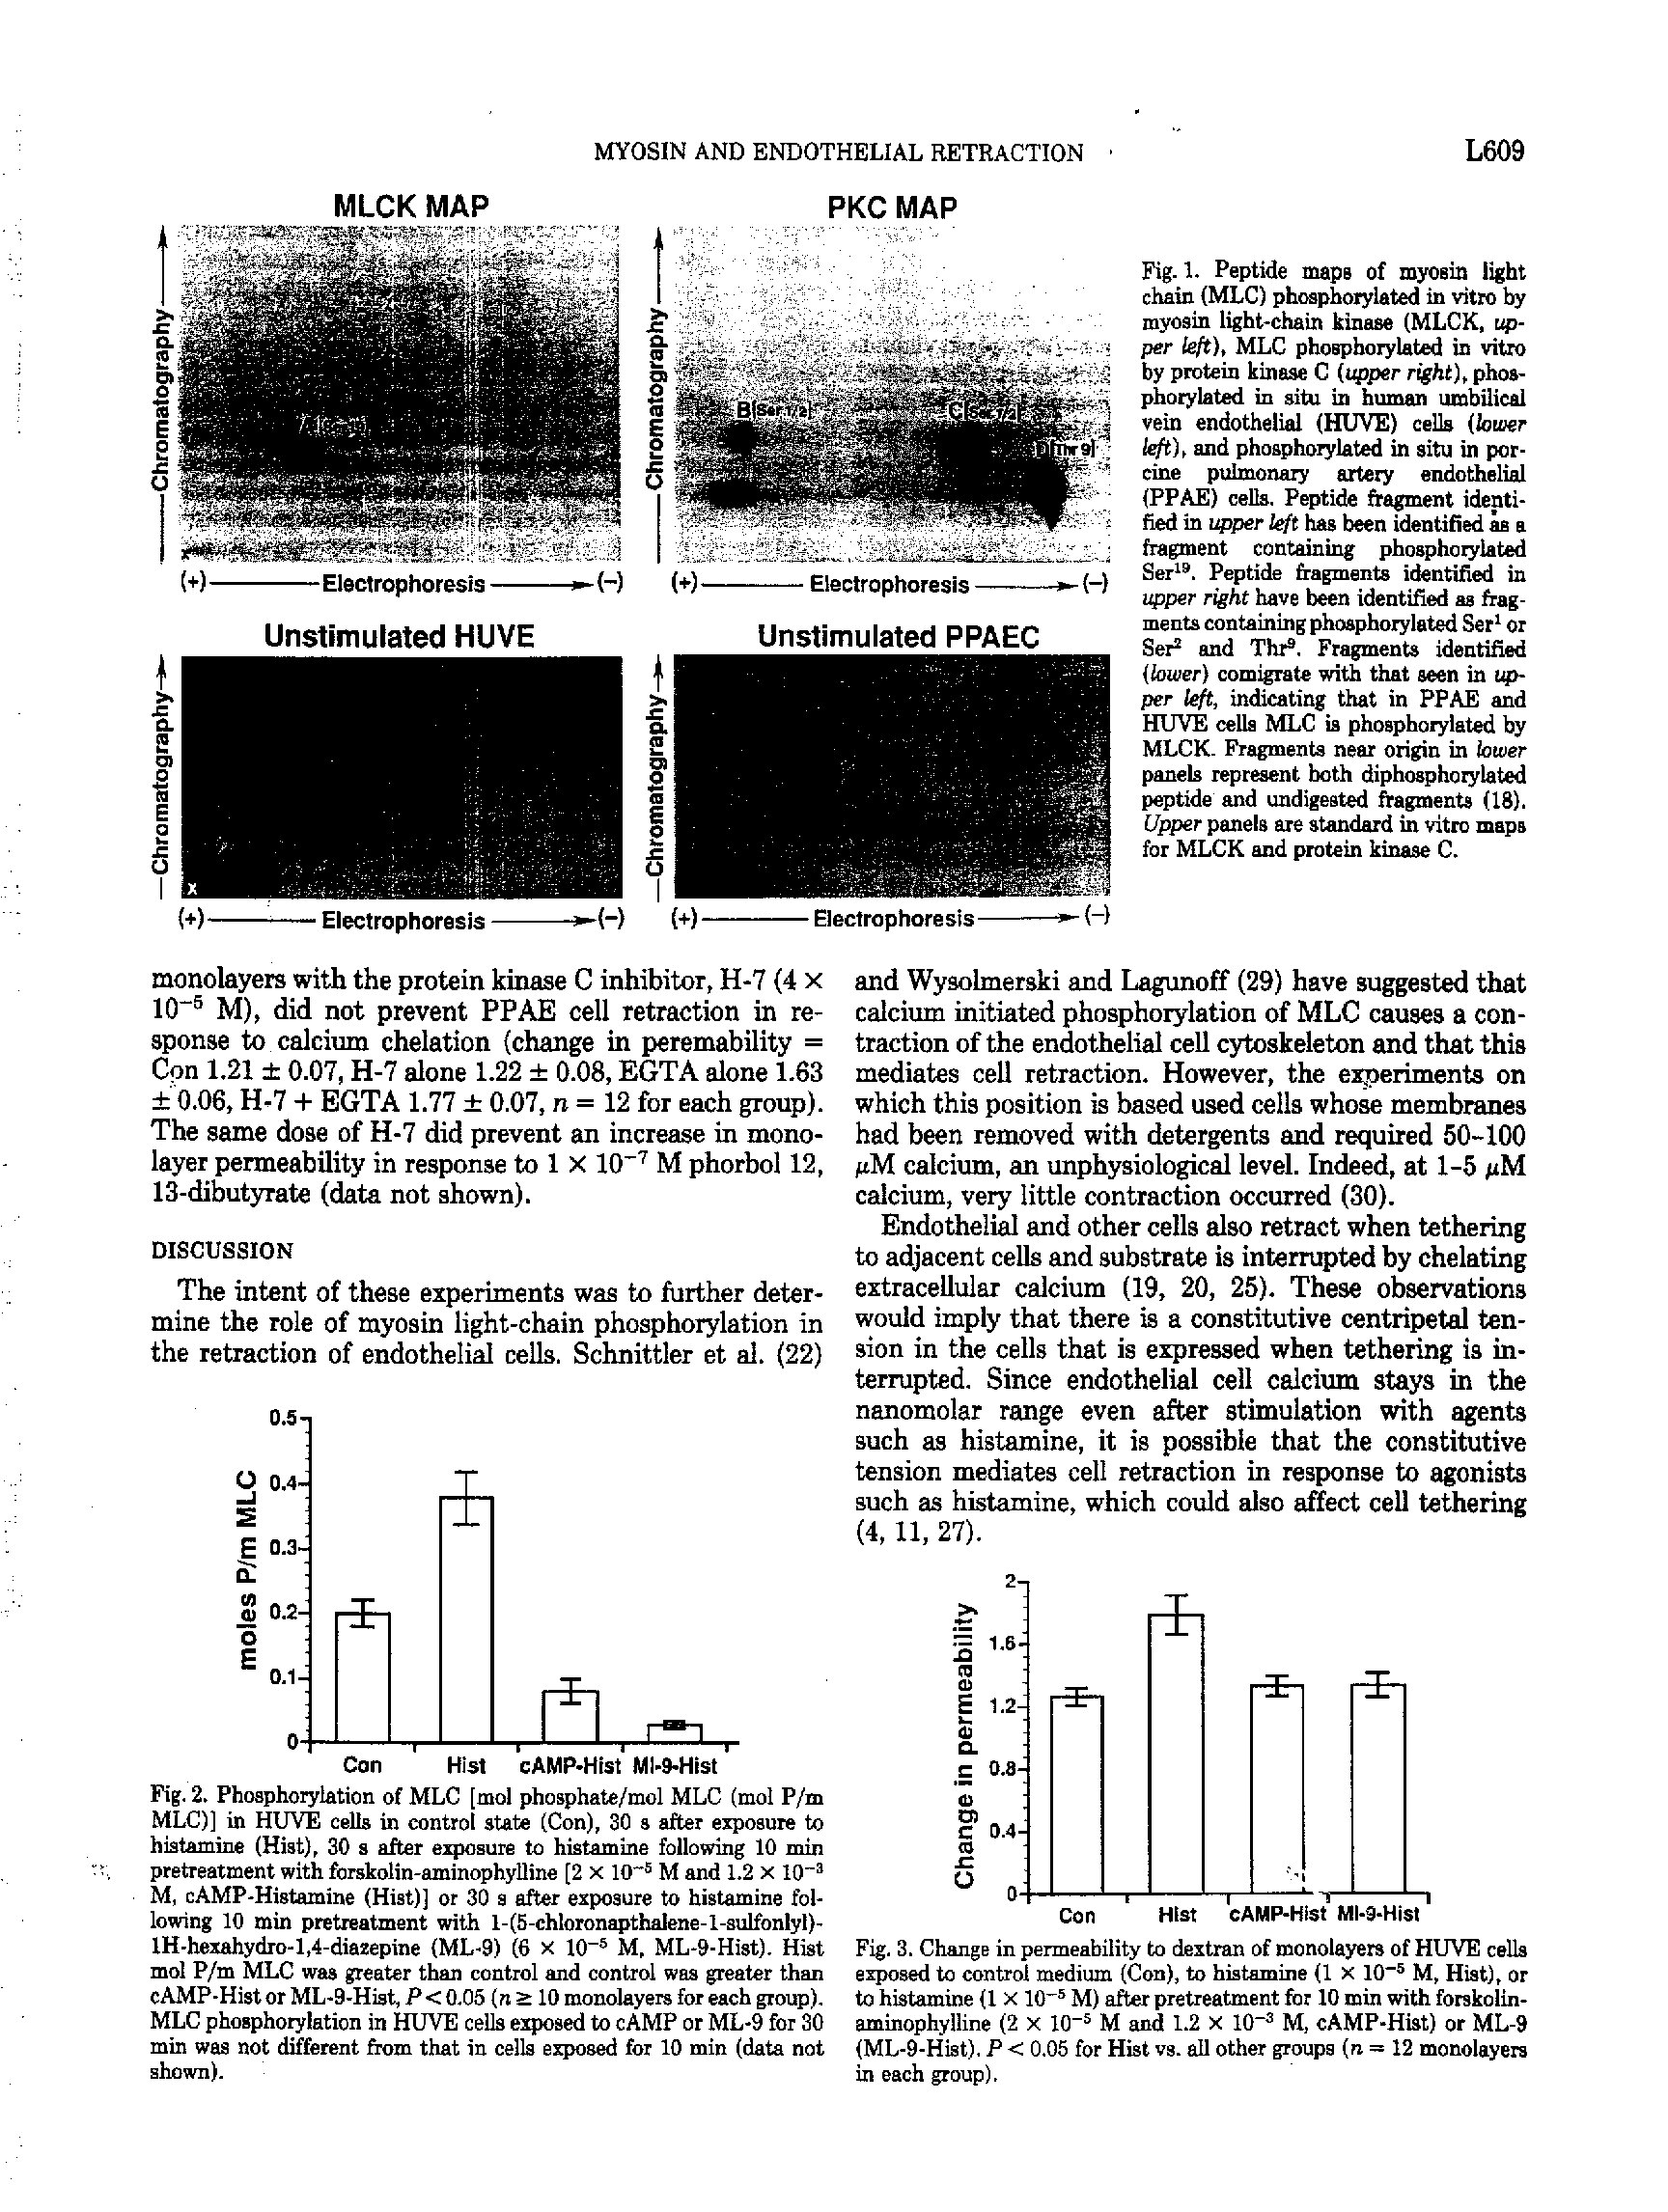 MYOSIN AND ENDOTHELIAL RETRACTION
L609
MLCK MAP
Chromatography
(+) Electrophoresis (-)
PKC MAP
Chromatography
B[Ser 1/2]
C[Ser 1/2]
D[Thr 9]
(+) Electrophoresis (-)
Unstimulated HUVE
Chromatography
X
(+) Electrophoresis (-)
Unstimulated PPAEC
Chromatography
(+) Electrophoresis (-)
Fig. 1. Peptide maps of myosin light
chain (MLC) phosphorylated in vitro by
myosin light-chain kinase (MLCK, up-
per left), MLC phosphorylated in vitro
by protein kinase C (upper right), phos-
phorylated in situ in human umbilical
vein endothelial (HUVE) cells (lower
left), and phosphorylated in situ in por-
cine pulmonary artery endothelial
(PPAE) cells. Peptide fragment identi-
fied in upper left has been identified as a
fragment containing phosphorylated
Ser¹⁹. Peptide fragments identified in
upper right have been identified as frag-
ments containing phosphorylated Ser¹ or
Ser² and Thr⁹. Fragments identified
(lower) comigrate with that seen in up-
per left, indicating that in PPAE and
HUVE cells MLC is phosphorylated by
MLCK. Fragments near origin in lower
panels represent both diphosphorylated
peptide and undigested fragments (18).
Upper panels are standard in vitro maps
for MLCK and protein kinase C.
monolayers with the protein kinase C inhibitor, H-7 (4 ×
10⁻⁵ M), did not prevent PPAE cell retraction in re-
sponse to calcium chelation (change in peremability =
Con 1.21 ± 0.07, H-7 alone 1.22 ± 0.08, EGTA alone 1.63
± 0.06, H-7 + EGTA 1.77 ± 0.07, n = 12 for each group).
The same dose of H-7 did prevent an increase in mono-
layer permeability in response to 1 × 10⁻⁷ M phorbol 12,
13-dibutyrate (data not shown).
DISCUSSION
The intent of these experiments was to further deter-
mine the role of myosin light-chain phosphorylation in
the retraction of endothelial cells. Schnittler et al. (22)
moles P/m MLC
0.5
0.4
0.3
0.2
0.1
0
Con Hist cAMP-Hist Ml-9-Hist
Fig. 2. Phosphorylation of MLC [mol phosphate/mol MLC (mol P/m
MLC)] in HUVE cells in control state (Con), 30 s after exposure to
histamine (Hist), 30 s after exposure to histamine following 10 min
pretreatment with forskolin-aminophylline [2 × 10⁻⁵ M and 1.2 × 10⁻³
M, cAMP-Histamine (Hist)] or 30 s after exposure to histamine fol-
lowing 10 min pretreatment with 1-(5-chloronapthalene-1-sulfonlyl)-
1H-hexahydro-1,4-diazepine (ML-9) (6 × 10⁻⁵ M, ML-9-Hist). Hist
mol P/m MLC was greater than control and control was greater than
cAMP-Hist or ML-9-Hist, P < 0.05 (n ≥ 10 monolayers for each group).
MLC phosphorylation in HUVE cells exposed to cAMP or ML-9 for 30
min was not different from that in cells exposed for 10 min (data not
shown).
and Wysolmerski and Lagunoff (29) have suggested that
calcium initiated phosphorylation of MLC causes a con-
traction of the endothelial cell cytoskeleton and that this
mediates cell retraction. However, the experiments on
which this position is based used cells whose membranes
had been removed with detergents and required 50-100
μM calcium, an unphysiological level. Indeed, at 1-5 μM
calcium, very little contraction occurred (30).
Endothelial and other cells also retract when tethering
to adjacent cells and substrate is interrupted by chelating
extracellular calcium (19, 20, 25). These observations
would imply that there is a constitutive centripetal ten-
sion in the cells that is expressed when tethering is in-
terrupted. Since endothelial cell calcium stays in the
nanomolar range even after stimulation with agents
such as histamine, it is possible that the constitutive
tension mediates cell retraction in response to agonists
such as histamine, which could also affect cell tethering
(4, 11, 27).
Change in permeability
2
1.6
1.2
0.8
0.4
0
Con Hist cAMP-Hist Ml-9-Hist
Fig. 3. Change in permeability to dextran of monolayers of HUVE cells
exposed to control medium (Con), to histamine (1 × 10⁻⁵ M, Hist), or
to histamine (1 × 10⁻⁵ M) after pretreatment for 10 min with forskolin-
aminophylline (2 × 10⁻⁵ M and 1.2 × 10⁻³ M, cAMP-Hist) or ML-9
(ML-9-Hist). P < 0.05 for Hist vs. all other groups (n = 12 monolayers
in each group).